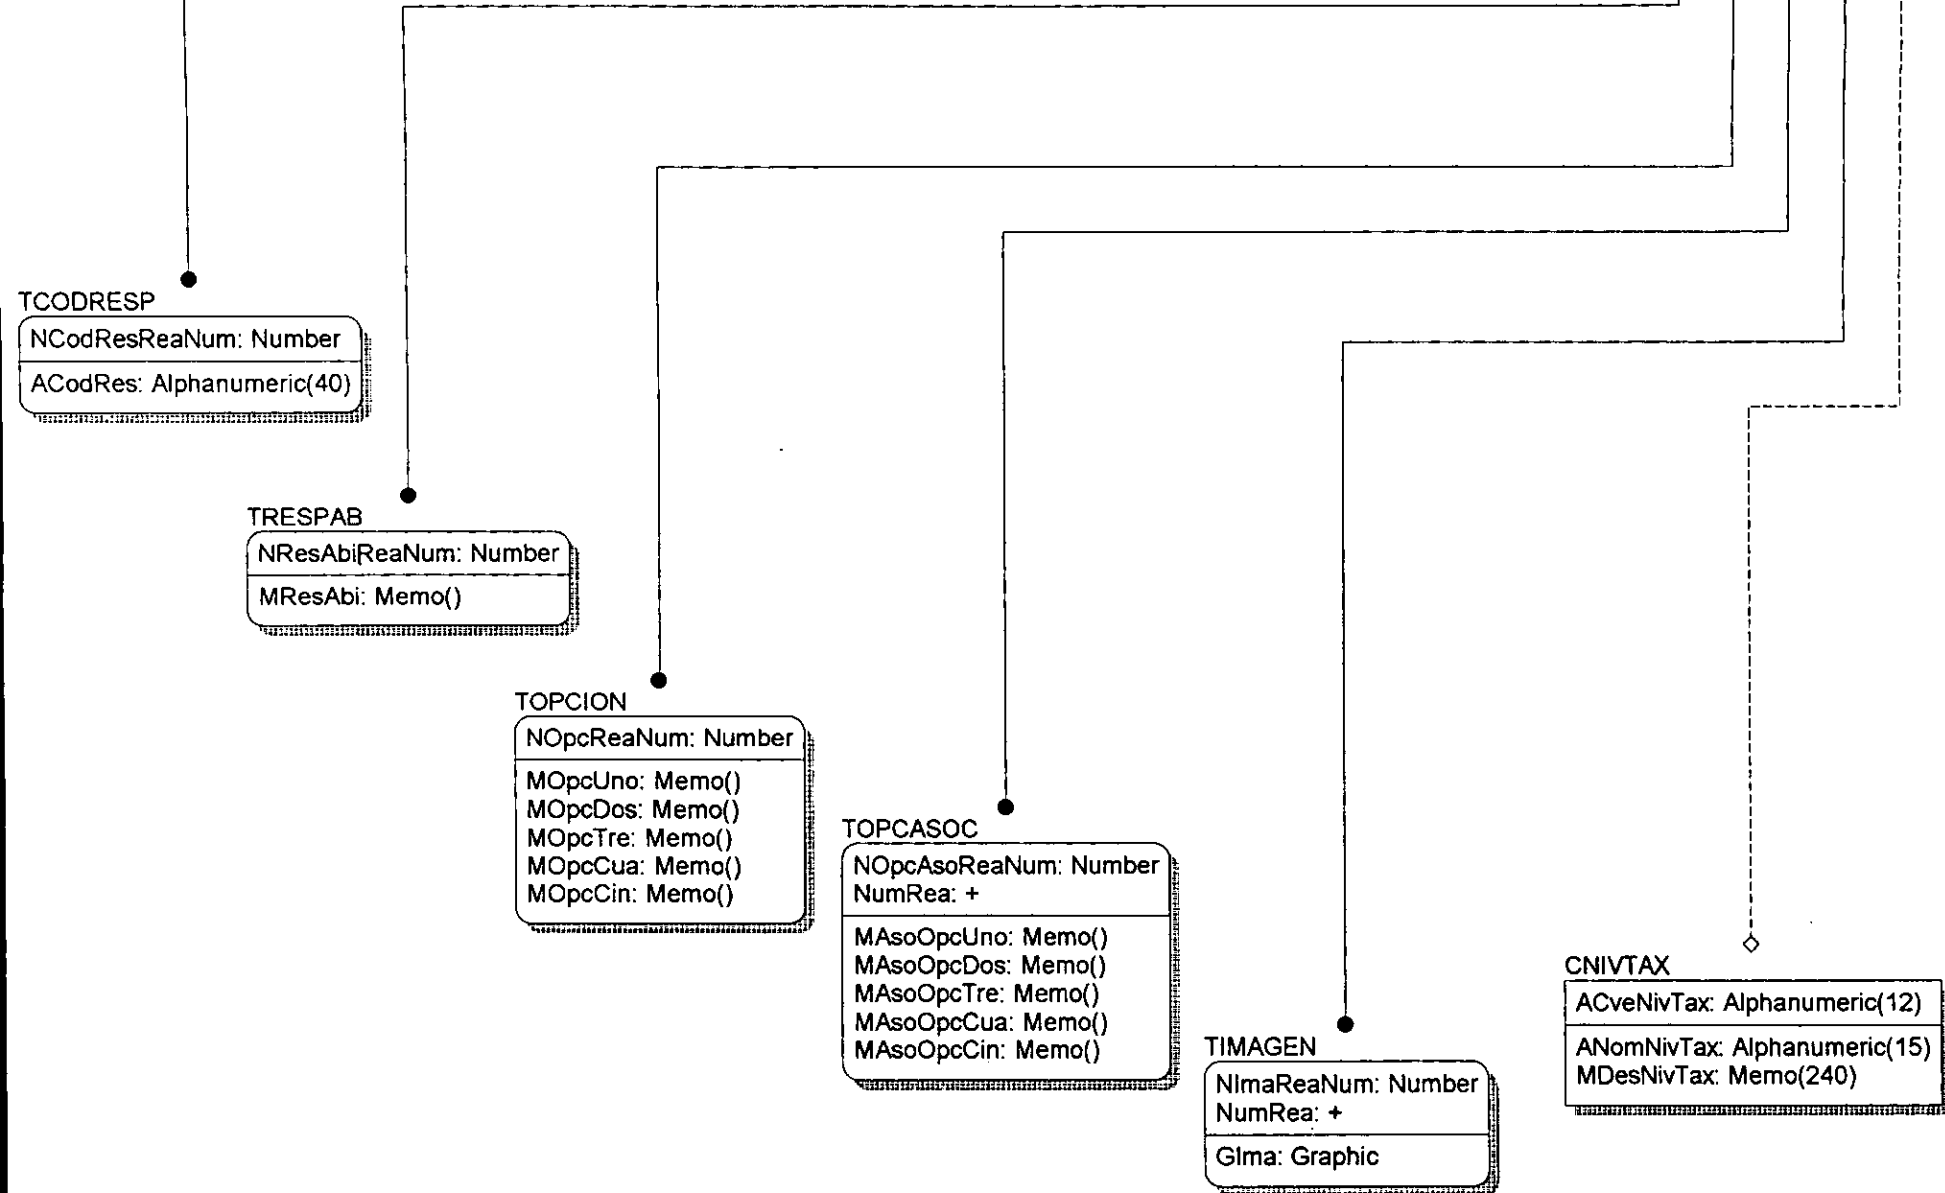 TCODRESP
NCodResReaNum: Number
ACodRes: Alphanumeric(40)
TRESPAB
NResAbiReaNum: Number
MResAbi: Memo()
TOPCION
NOpcReaNum: Number
MOpcUno: Memo()
MOpcDos: Memo()
MOpcTre: Memo()
MOpcCua: Memo()
MOpcCin: Memo()
TOPCASOC
NOpcAsoReaNum: Number
NumRea: +
MAsoOpcUno: Memo()
MAsoOpcDos: Memo()
MAsoOpcTre: Memo()
MAsoOpcCua: Memo()
MAsoOpcCin: Memo()
TIMAGEN
NImaReaNum: Number
NumRea: +
GIma: Graphic
CNIVTAX
ACveNivTax: Alphanumeric(12)
ANomNivTax: Alphanumeric(15)
MDesNivTax: Memo(240)